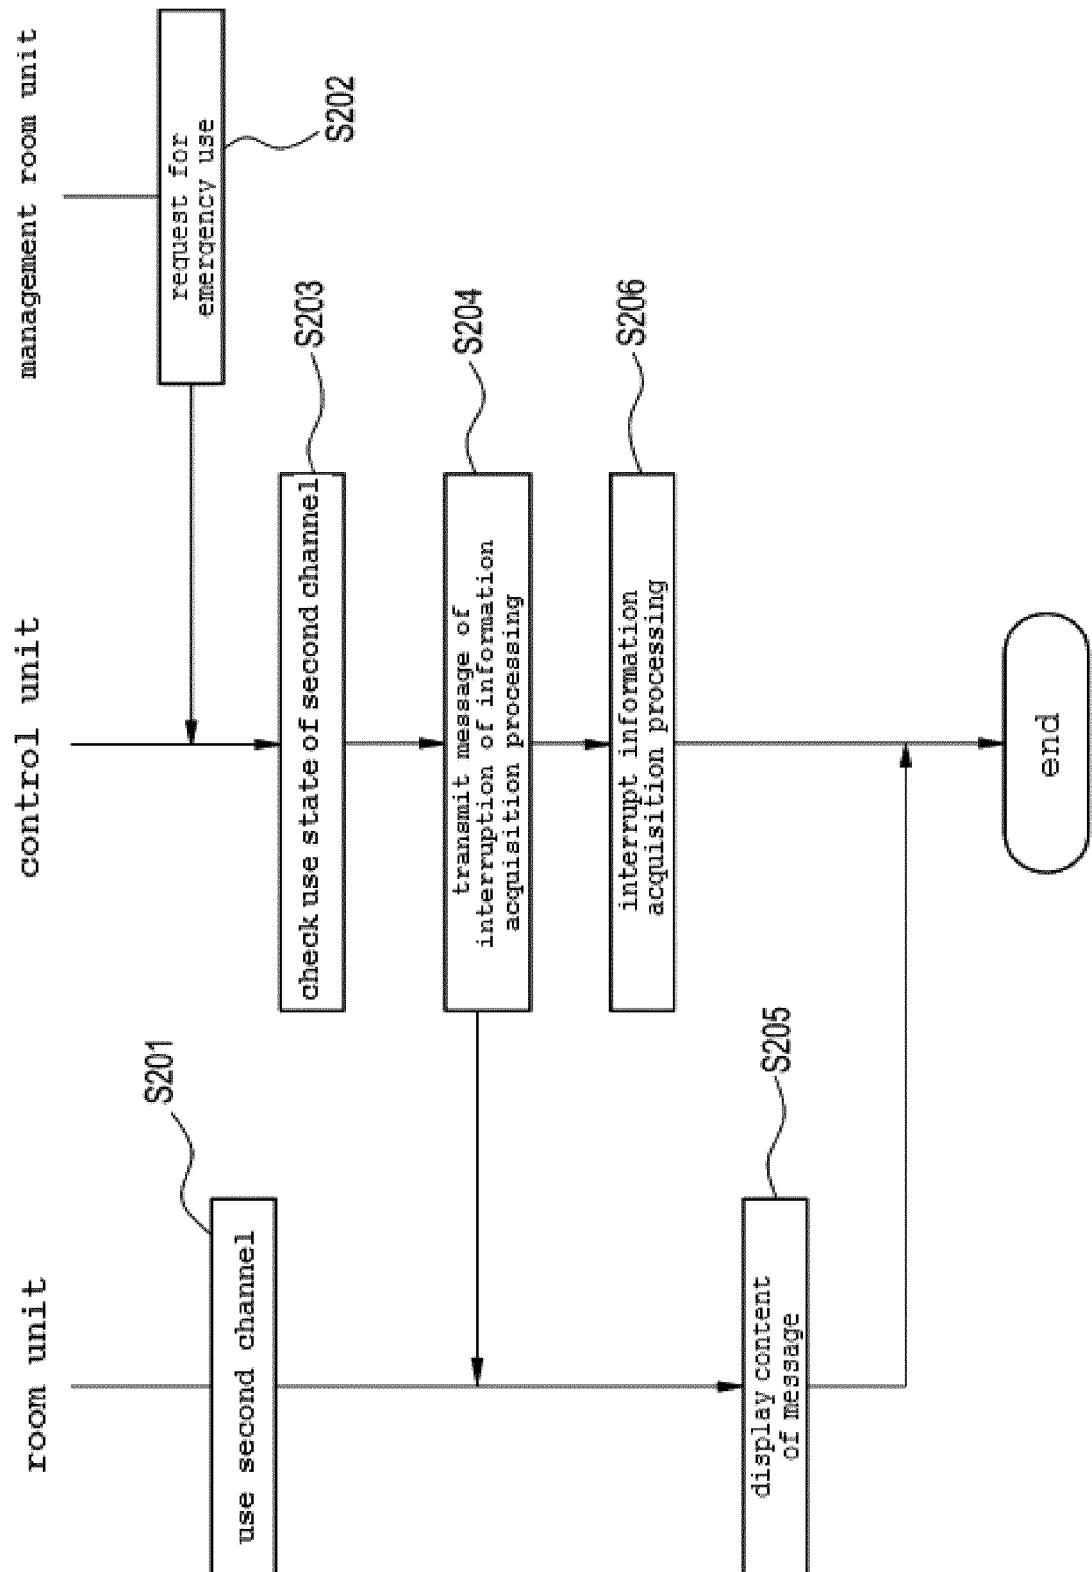 room unit
control unit
management room unit
request for
emergency use
S202
S201
use second channel
S203
check use state of second channel
S204
transmit message of
interruption of information
acquisition processing
S206
interrupt information
acquisition processing
S205
display content
of message
end